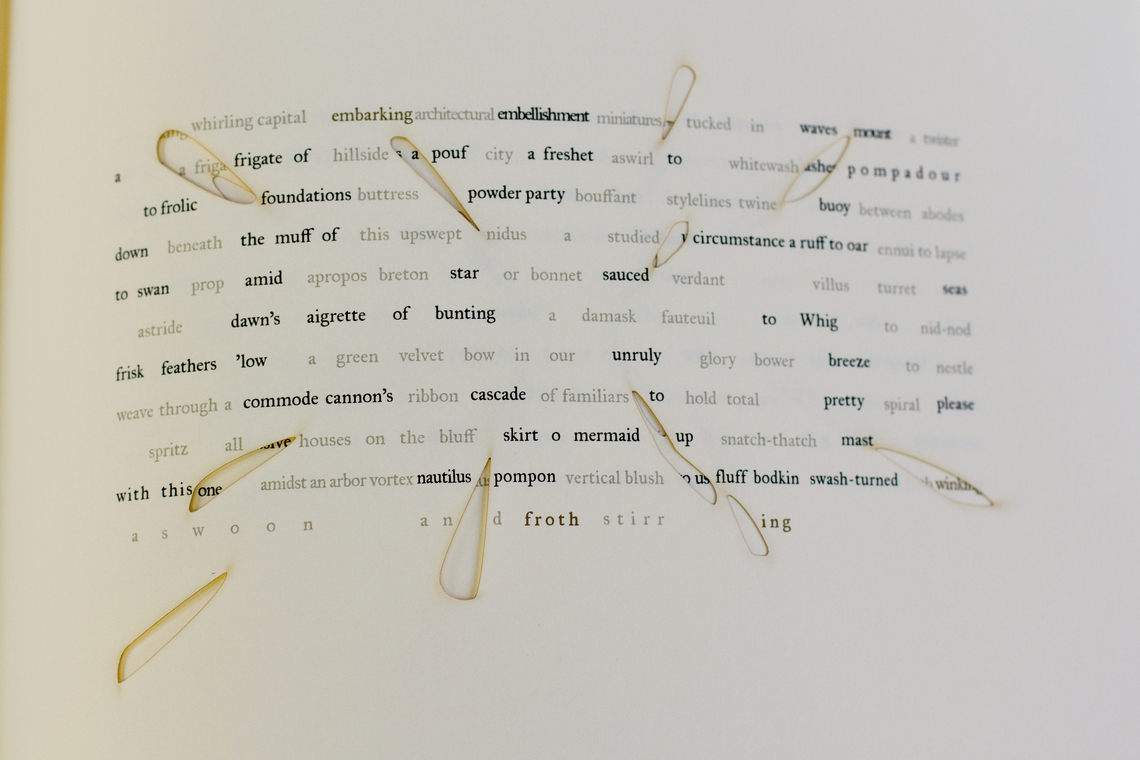 whirling capital embarking architectural embellishment miniatures tucked in waves mount a twister
a a frigate of hillside a pouf city a freshet aswirl to whitewash pompadour
to frolic foundations buttress powder party bouffant stylelines twine buoy between abodes
down beneath the muff of this upswept nidus a studied circumstance a ruff to oar ennui to lapse
to swan prop amid apropos breton star or bonnet sauced verdant villus turret seas
astride dawn's aigrette of bunting a damask fauteuil to Whig to nid-nod
frisk feathers 'low a green velvet bow in our unruly glory bower breeze to nestle
weave through a commode cannon's ribbon cascade of familiars to hold total pretty spiral please
spritz all houses on the bluff skirt o mermaid up snatch-thatch mast
with this one amidst an arbor vortex nautilus pompon vertical blush us fluff bodkin swash-turned
a s w o o n a n d froth s t i r r ing